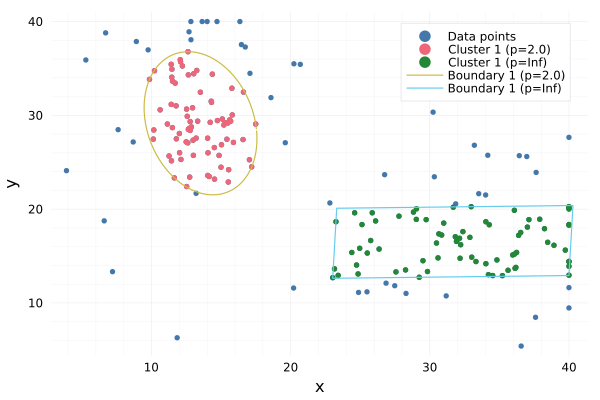 40
30
20
10
y
10
20
30
40
x
Data points
Cluster 1 (p=2.0)
Cluster 1 (p=Inf)
Boundary 1 (p=2.0)
Boundary 1 (p=Inf)